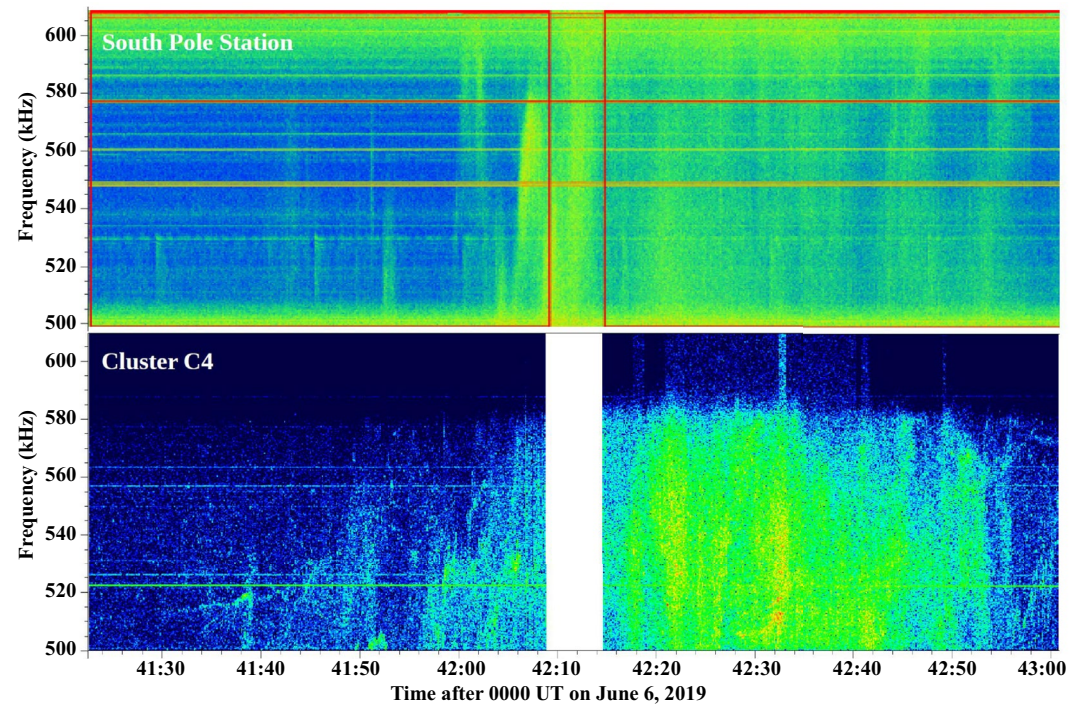 South Pole Station
Frequency (kHz)
600
580
560
540
520
500
Cluster C4
Frequency (kHz)
600
580
560
540
520
500
41:30 41:40 41:50 42:00 42:10 42:20 42:30 42:40 42:50 43:00
Time after 0000 UT on June 6, 2019